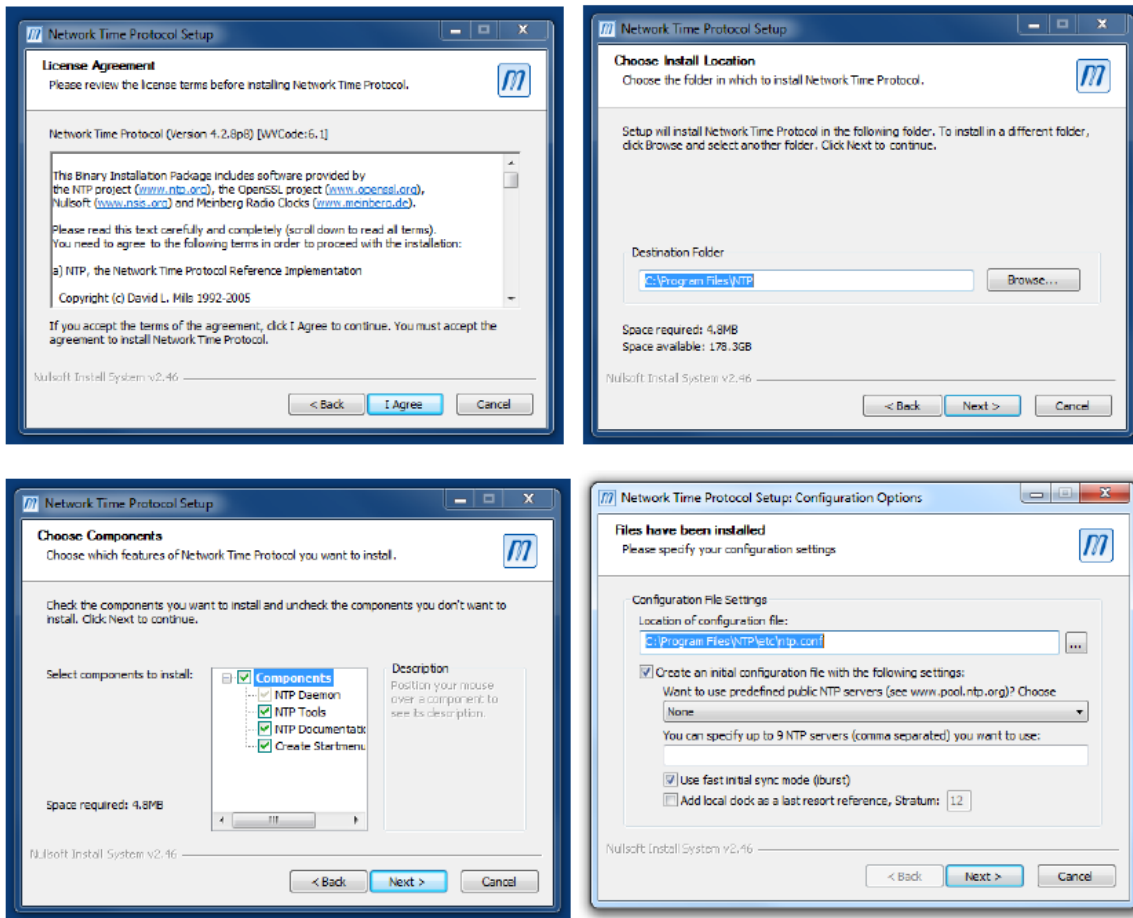 Network Time Protocol Setup
License Agreement
Please review the license terms before installing Network Time Protocol.
Network Time Protocol (Version 4.2.8p8) [WVCode:6.1]
This Binary Installation Package includes software provided by
the NTP project (www.ntp.org), the OpenSSL project (www.openssl.org),
Nullsoft (www.nsis.org) and Meinberg Radio Clocks (www.meinberg.de).
Please read this text carefully and completely (scroll down to read all terms).
You need to agree to the following terms in order to proceed with the installation:
a) NTP, the Network Time Protocol Reference Implementation
Copyright (c) David L. Mills 1992-2005
If you accept the terms of the agreement, click I Agree to continue. You must accept the
agreement to install Network Time Protocol.
Nullsoft Install System v2.46
< Back
I Agree
Cancel
Network Time Protocol Setup
Choose Install Location
Choose the folder in which to install Network Time Protocol.
Setup will install Network Time Protocol in the following folder. To install in a different folder,
click Browse and select another folder. Click Next to continue.
Destination Folder
C:\Program Files\NTP
Browse...
Space required: 4.8MB
Space available: 178.3GB
Nullsoft Install System v2.46
< Back
Next >
Cancel
Network Time Protocol Setup
Choose Components
Choose which features of Network Time Protocol you want to install.
Check the components you want to install and uncheck the components you don't want to
install. Click Next to continue.
Select components to install:
Components
NTP Daemon
NTP Tools
NTP Documentatic
Create Startmenu
Description
Position your mouse
over a component to
see its description.
Space required: 4.8MB
Nullsoft Install System v2.46
< Back
Next >
Cancel
Network Time Protocol Setup: Configuration Options
Files have been installed
Please specify your configuration settings
Configuration File Settings
Location of configuration file:
C:\Program Files\NTP\etc\ntp.conf
...
Create an initial configuration file with the following settings:
Want to use predefined public NTP servers (see www.pool.ntp.org)? Choose
None
You can specify up to 9 NTP servers (comma separated) you want to use:
Use fast initial sync mode (iburst)
Add local clock as a last resort reference, Stratum: 12
Nullsoft Install System v2.46
< Back
Next >
Cancel